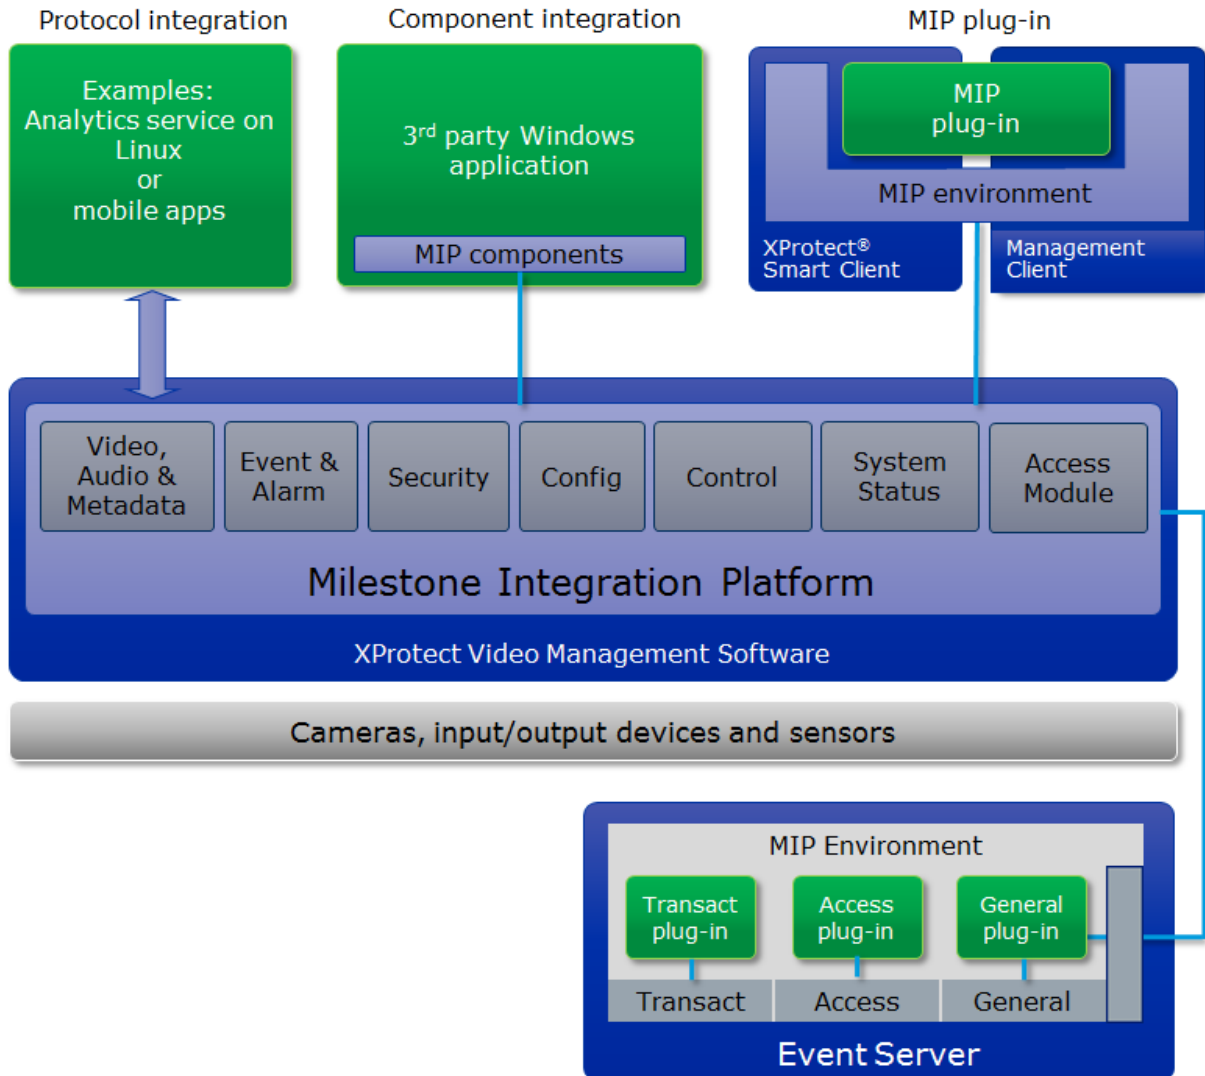 Protocol integration
Component integration
MIP plug-in
Examples:
Analytics service on
Linux
or
mobile apps
3rd party Windows
application
MIP components
MIP
plug-in
MIP environment
XProtect®
Smart Client
Management
Client
Video,
Audio &
Metadata
Event &
Alarm
Security
Config
Control
System
Status
Access
Module
Milestone Integration Platform
XProtect Video Management Software
Cameras, input/output devices and sensors
MIP Environment
Transact
plug-in
Access
plug-in
General
plug-in
Transact
Access
General
Event Server